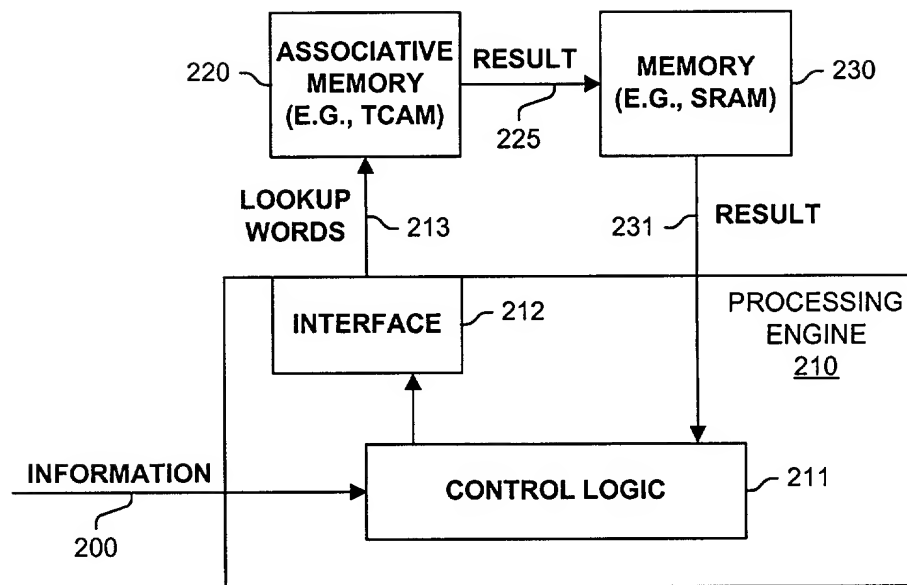 220
ASSOCIATIVE
MEMORY
(E.G., TCAM)
RESULT
225
MEMORY
(E.G., SRAM)
230
LOOKUP
WORDS
213
231
RESULT
INTERFACE
212
PROCESSING
ENGINE
210
INFORMATION
200
CONTROL LOGIC
211